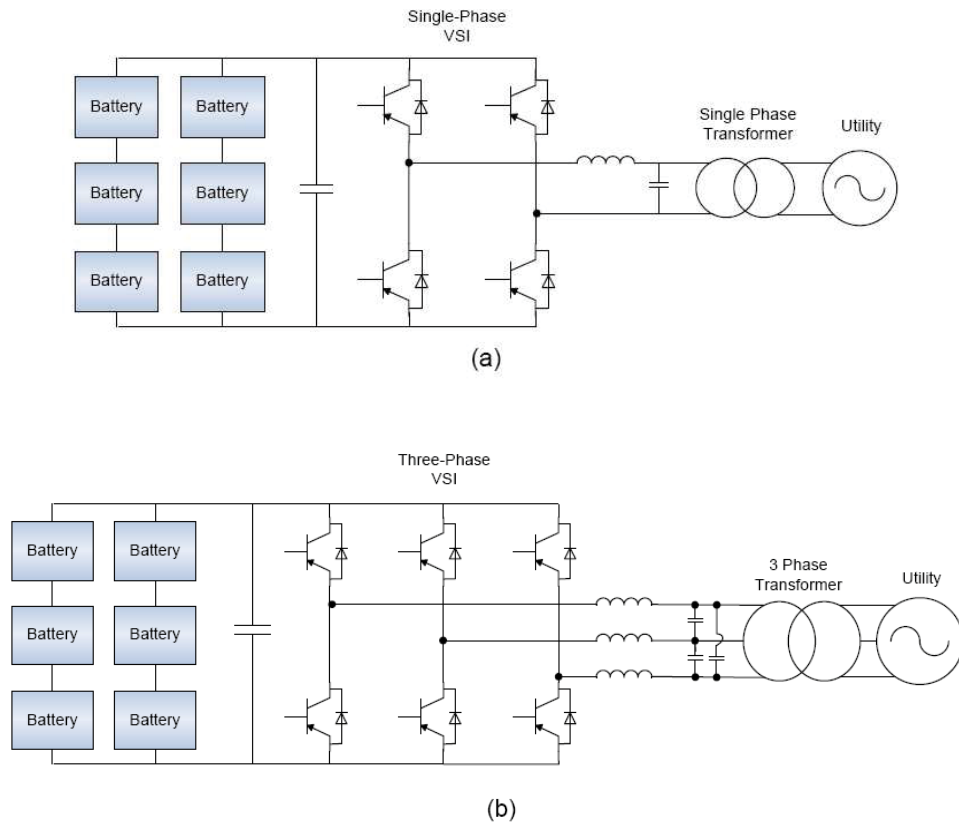 Single-Phase
VSI
Battery
Battery
Single Phase
Transformer
Utility
Battery
Battery
Battery
Battery
(a)
Three-Phase
VSI
Battery
Battery
3 Phase
Transformer
Utility
Battery
Battery
Battery
Battery
(b)